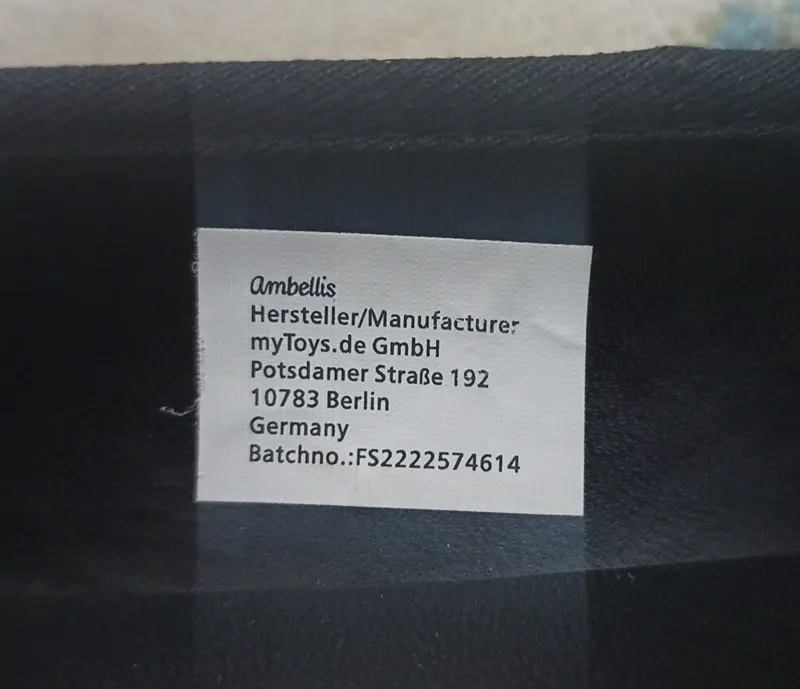 ambellis
Hersteller/Manufacturer
myToys.de GmbH
Potsdamer Straße 192
10783 Berlin
Germany
Batchno.:FS2222574614